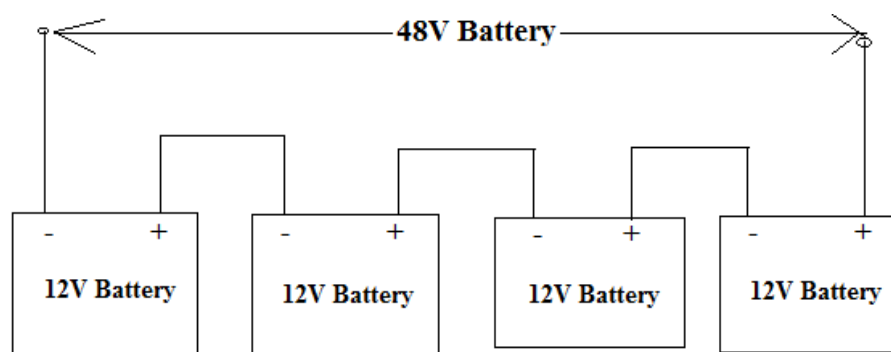 48V Battery
- + - + - + - +
12V Battery 12V Battery 12V Battery 12V Battery